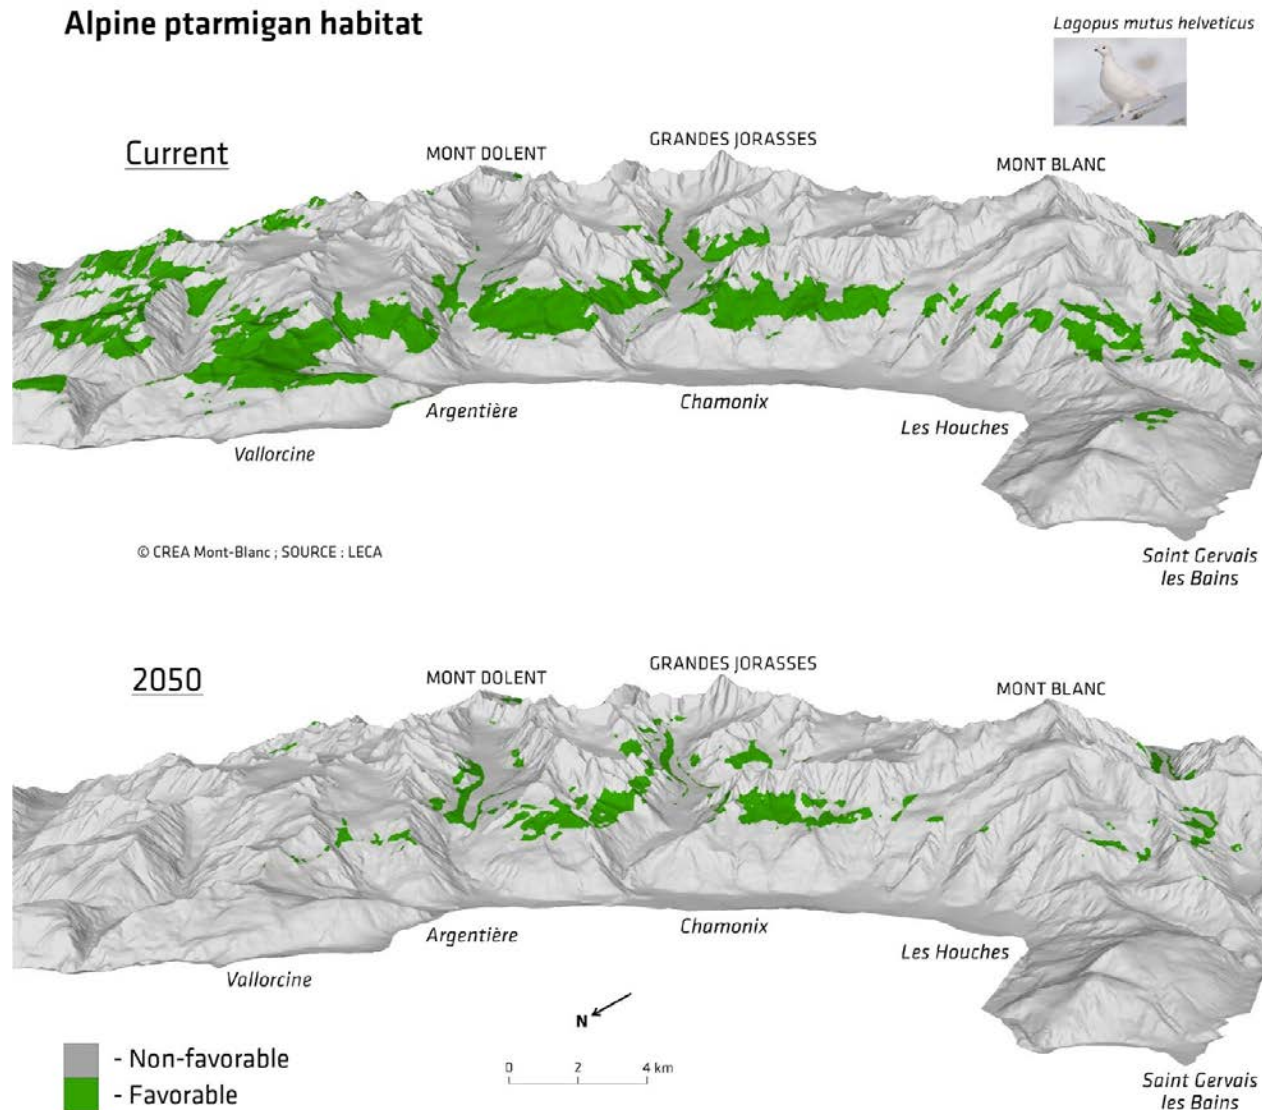 Alpine ptarmigan habitat
Lagopus mutus helveticus
Current
MONT DOLENT
GRANDES JORASSES
MONT BLANC
Argentière
Chamonix
Les Houches
Vallorcine
© CREA Mont-Blanc ; SOURCE : LECA
Saint Gervais
les Bains
2050
MONT DOLENT
GRANDES JORASSES
MONT BLANC
Argentière
Chamonix
Les Houches
Vallorcine
N
- Non-favorable
- Favorable
0 2 4 km
Saint Gervais
les Bains